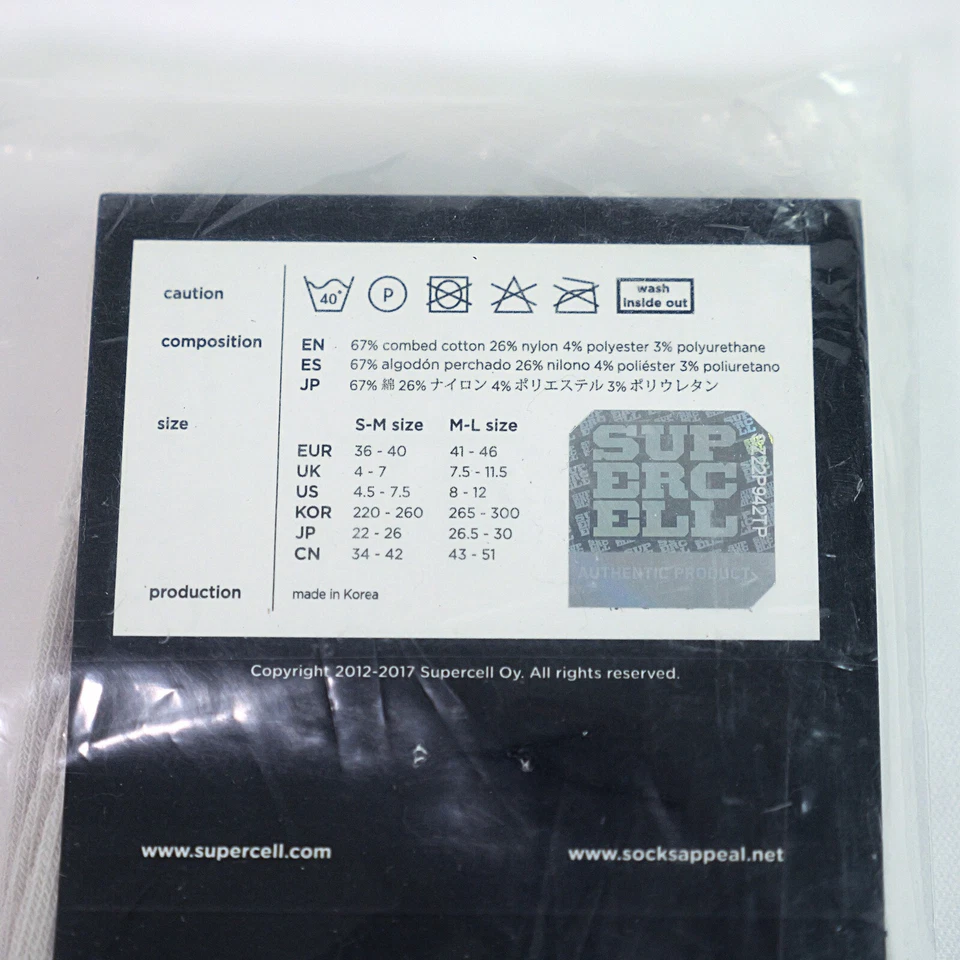 caution
40°
P
wash
inside out
composition
EN 67% combed cotton 26% nylon 4% polyester 3% polyurethane
ES 67% algodón perchado 26% nilono 4% poliéster 3% poliuretano
JP 67% 綿 26% ナイロン 4% ポリエステル 3% ポリウレタン
size
S-M size M-L size
EUR 36 - 40 41 - 46
UK 4 - 7 7.5 - 11.5
US 4.5 - 7.5 8 - 12
KOR 220 - 260 265 - 300
JP 22 - 26 26.5 - 30
CN 34 - 42 43 - 51
SUP
ERC
ELL
AUTHENTIC PRODUCT
production
made in Korea
Copyright 2012-2017 Supercell Oy. All rights reserved.
www.supercell.com
www.socksappeal.net